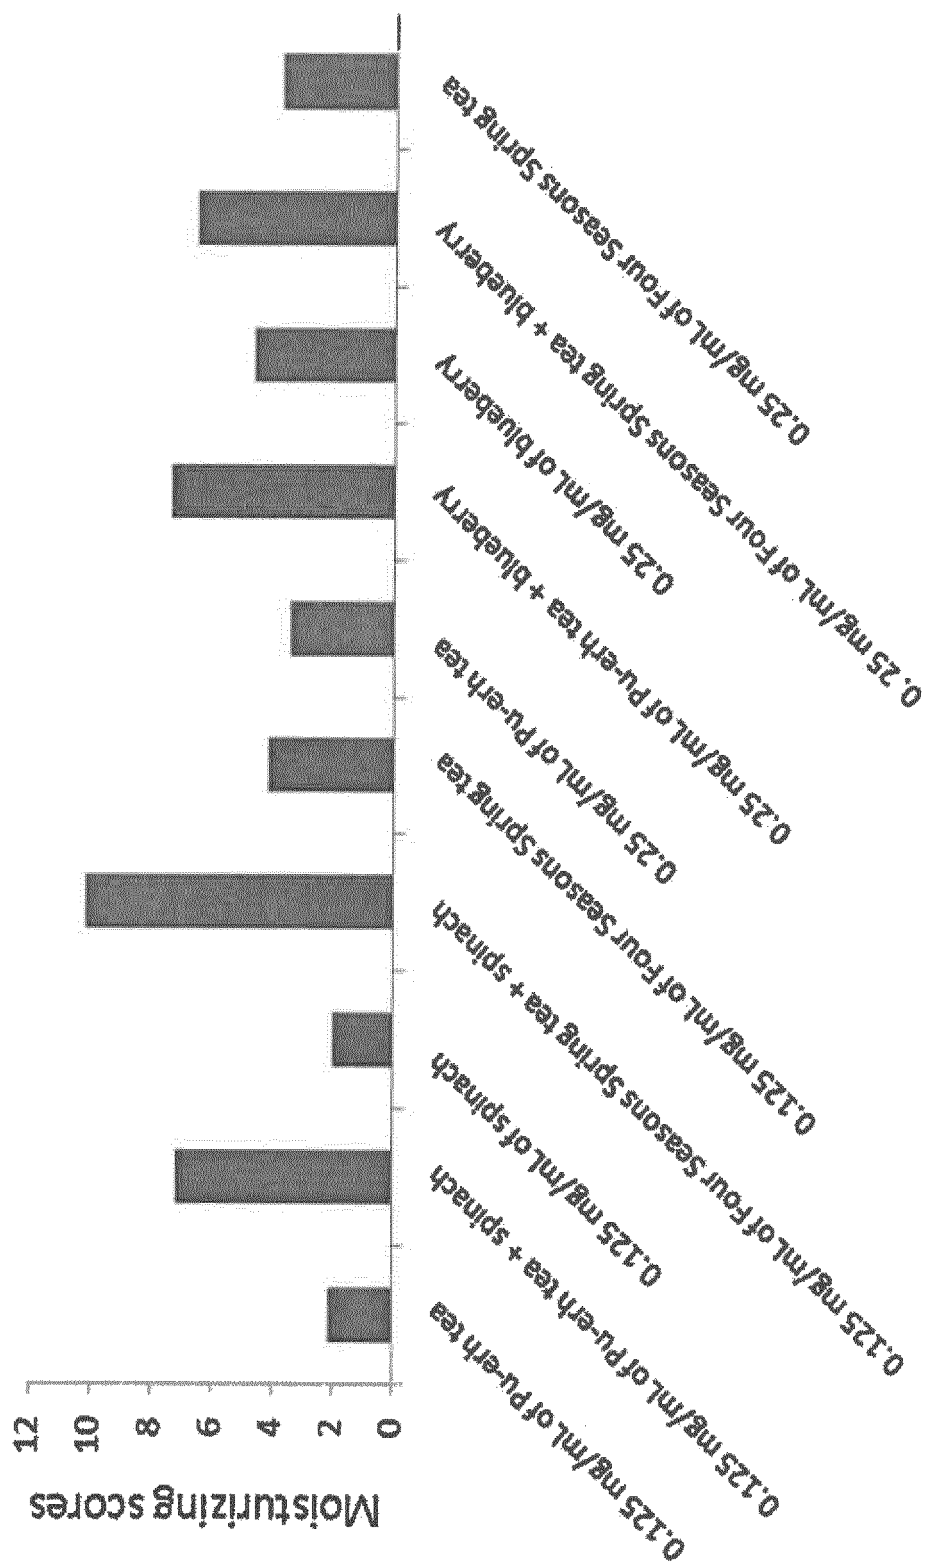 Moisturizing scores
12
10
8
6
4
2
0
0.125 mg/mL of Pu-erh tea
0.125 mg/mL of Pu-erh tea + spinach
0.125 mg/mL of spinach
0.125 mg/mL of Four Seasons Spring tea + spinach
0.125 mg/mL of Four Seasons Spring tea
0.25 mg/mL of Pu-erh tea
0.25 mg/mL of Pu-erh tea + blueberry
0.25 mg/mL of blueberry
0.25 mg/mL of Four Seasons Spring tea + blueberry
0.25 mg/mL of Four Seasons Spring tea